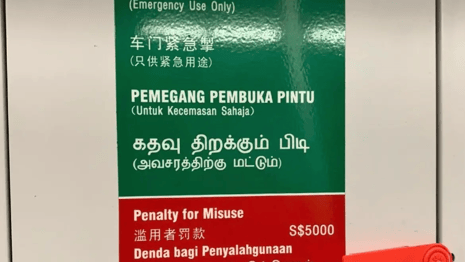 (Emergency Use Only)
车门紧急掣
(只供紧急用途)
PEMEGANG PEMBUKA PINTU
(Untuk Kecemasan Sahaja)
கதவு திறக்கும் பிடி
(அவசரத்திற்கு மட்டும்)
Penalty for Misuse
滥用者罚款 S$5000
Denda bagi Penyalahgunaan